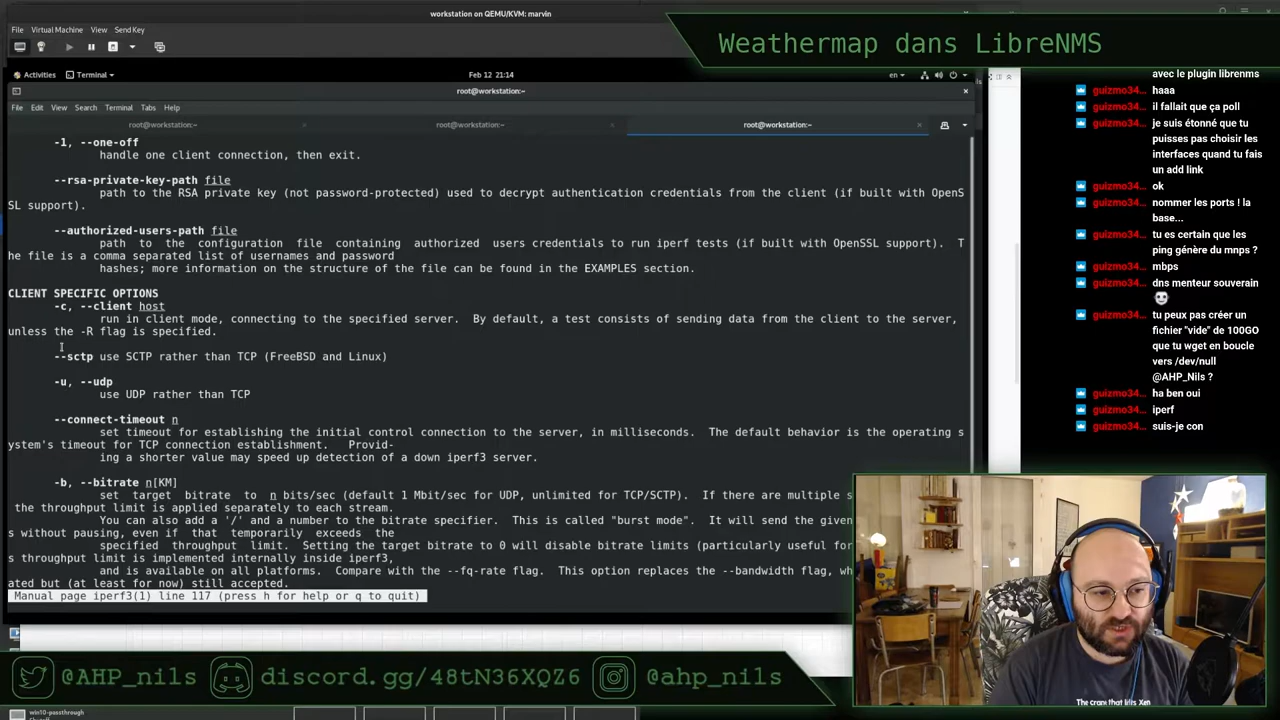 workstation on QEMU/KVM: marvin
File Virtual Machine View Send Key
Weathermap dans LibreNMS
Activities Terminal Feb 12 21:14 en
root@workstation:~
File Edit View Search Terminal Tabs Help
root@workstation:~ root@workstation:~ root@workstation:~
-1, --one-off
handle one client connection, then exit.
--rsa-private-key-path file
path to the RSA private key (not password-protected) used to decrypt authentication credentials from the client (if built with OpenS
SL support).
--authorized-users-path file
path to the configuration file containing authorized users credentials to run iperf tests (if built with OpenSSL support). T
he file is a comma separated list of usernames and password
hashes; more information on the structure of the file can be found in the EXAMPLES section.
CLIENT SPECIFIC OPTIONS
-c, --client host
run in client mode, connecting to the specified server. By default, a test consists of sending data from the client to the server,
unless the -R flag is specified.
--sctp use SCTP rather than TCP (FreeBSD and Linux)
-u, --udp
use UDP rather than TCP
--connect-timeout n
set timeout for establishing the initial control connection to the server, in milliseconds. The default behavior is the operating s
ystem's timeout for TCP connection establishment. Provid-
ing a shorter value may speed up detection of a down iperf3 server.
-b, --bitrate n[KM]
set target bitrate to n bits/sec (default 1 Mbit/sec for UDP, unlimited for TCP/SCTP). If there are multiple s
the throughput limit is applied separately to each stream.
You can also add a '/' and a number to the bitrate specifier. This is called "burst mode". It will send the given
s without pausing, even if that temporarily exceeds the
specified throughput limit. Setting the target bitrate to 0 will disable bitrate limits (particularly useful for
s throughput limit is implemented internally inside iperf3,
and is available on all platforms. Compare with the --fq-rate flag. This option replaces the --bandwidth flag, wh
ated but (at least for now) still accepted.
Manual page iperf3(1) line 117 (press h for help or q to quit)
avec le plugin librenms
guizmo34... haaa
guizmo34... il fallait que ça poll
guizmo34... je suis étonné que tu
puisses pas choisir les
interfaces quand tu fais
un add link
guizmo34... ok
guizmo34... nommer les ports ! la
base...
guizmo34... tu es certain que les
ping génère du mnps ?
guizmo34... mbps
guizmo34... dns menteur souverain
guizmo34... tu peux pas créer un
fichier "vide" de 100GO
que tu wget en boucle
vers /dev/null
@AHP_Nils ?
guizmo34... ha ben oui
guizmo34... iperf
guizmo34... suis-je con
@AHP_nils discord.gg/48tN36XQZ6 @ahp_nils
win10-passthrough